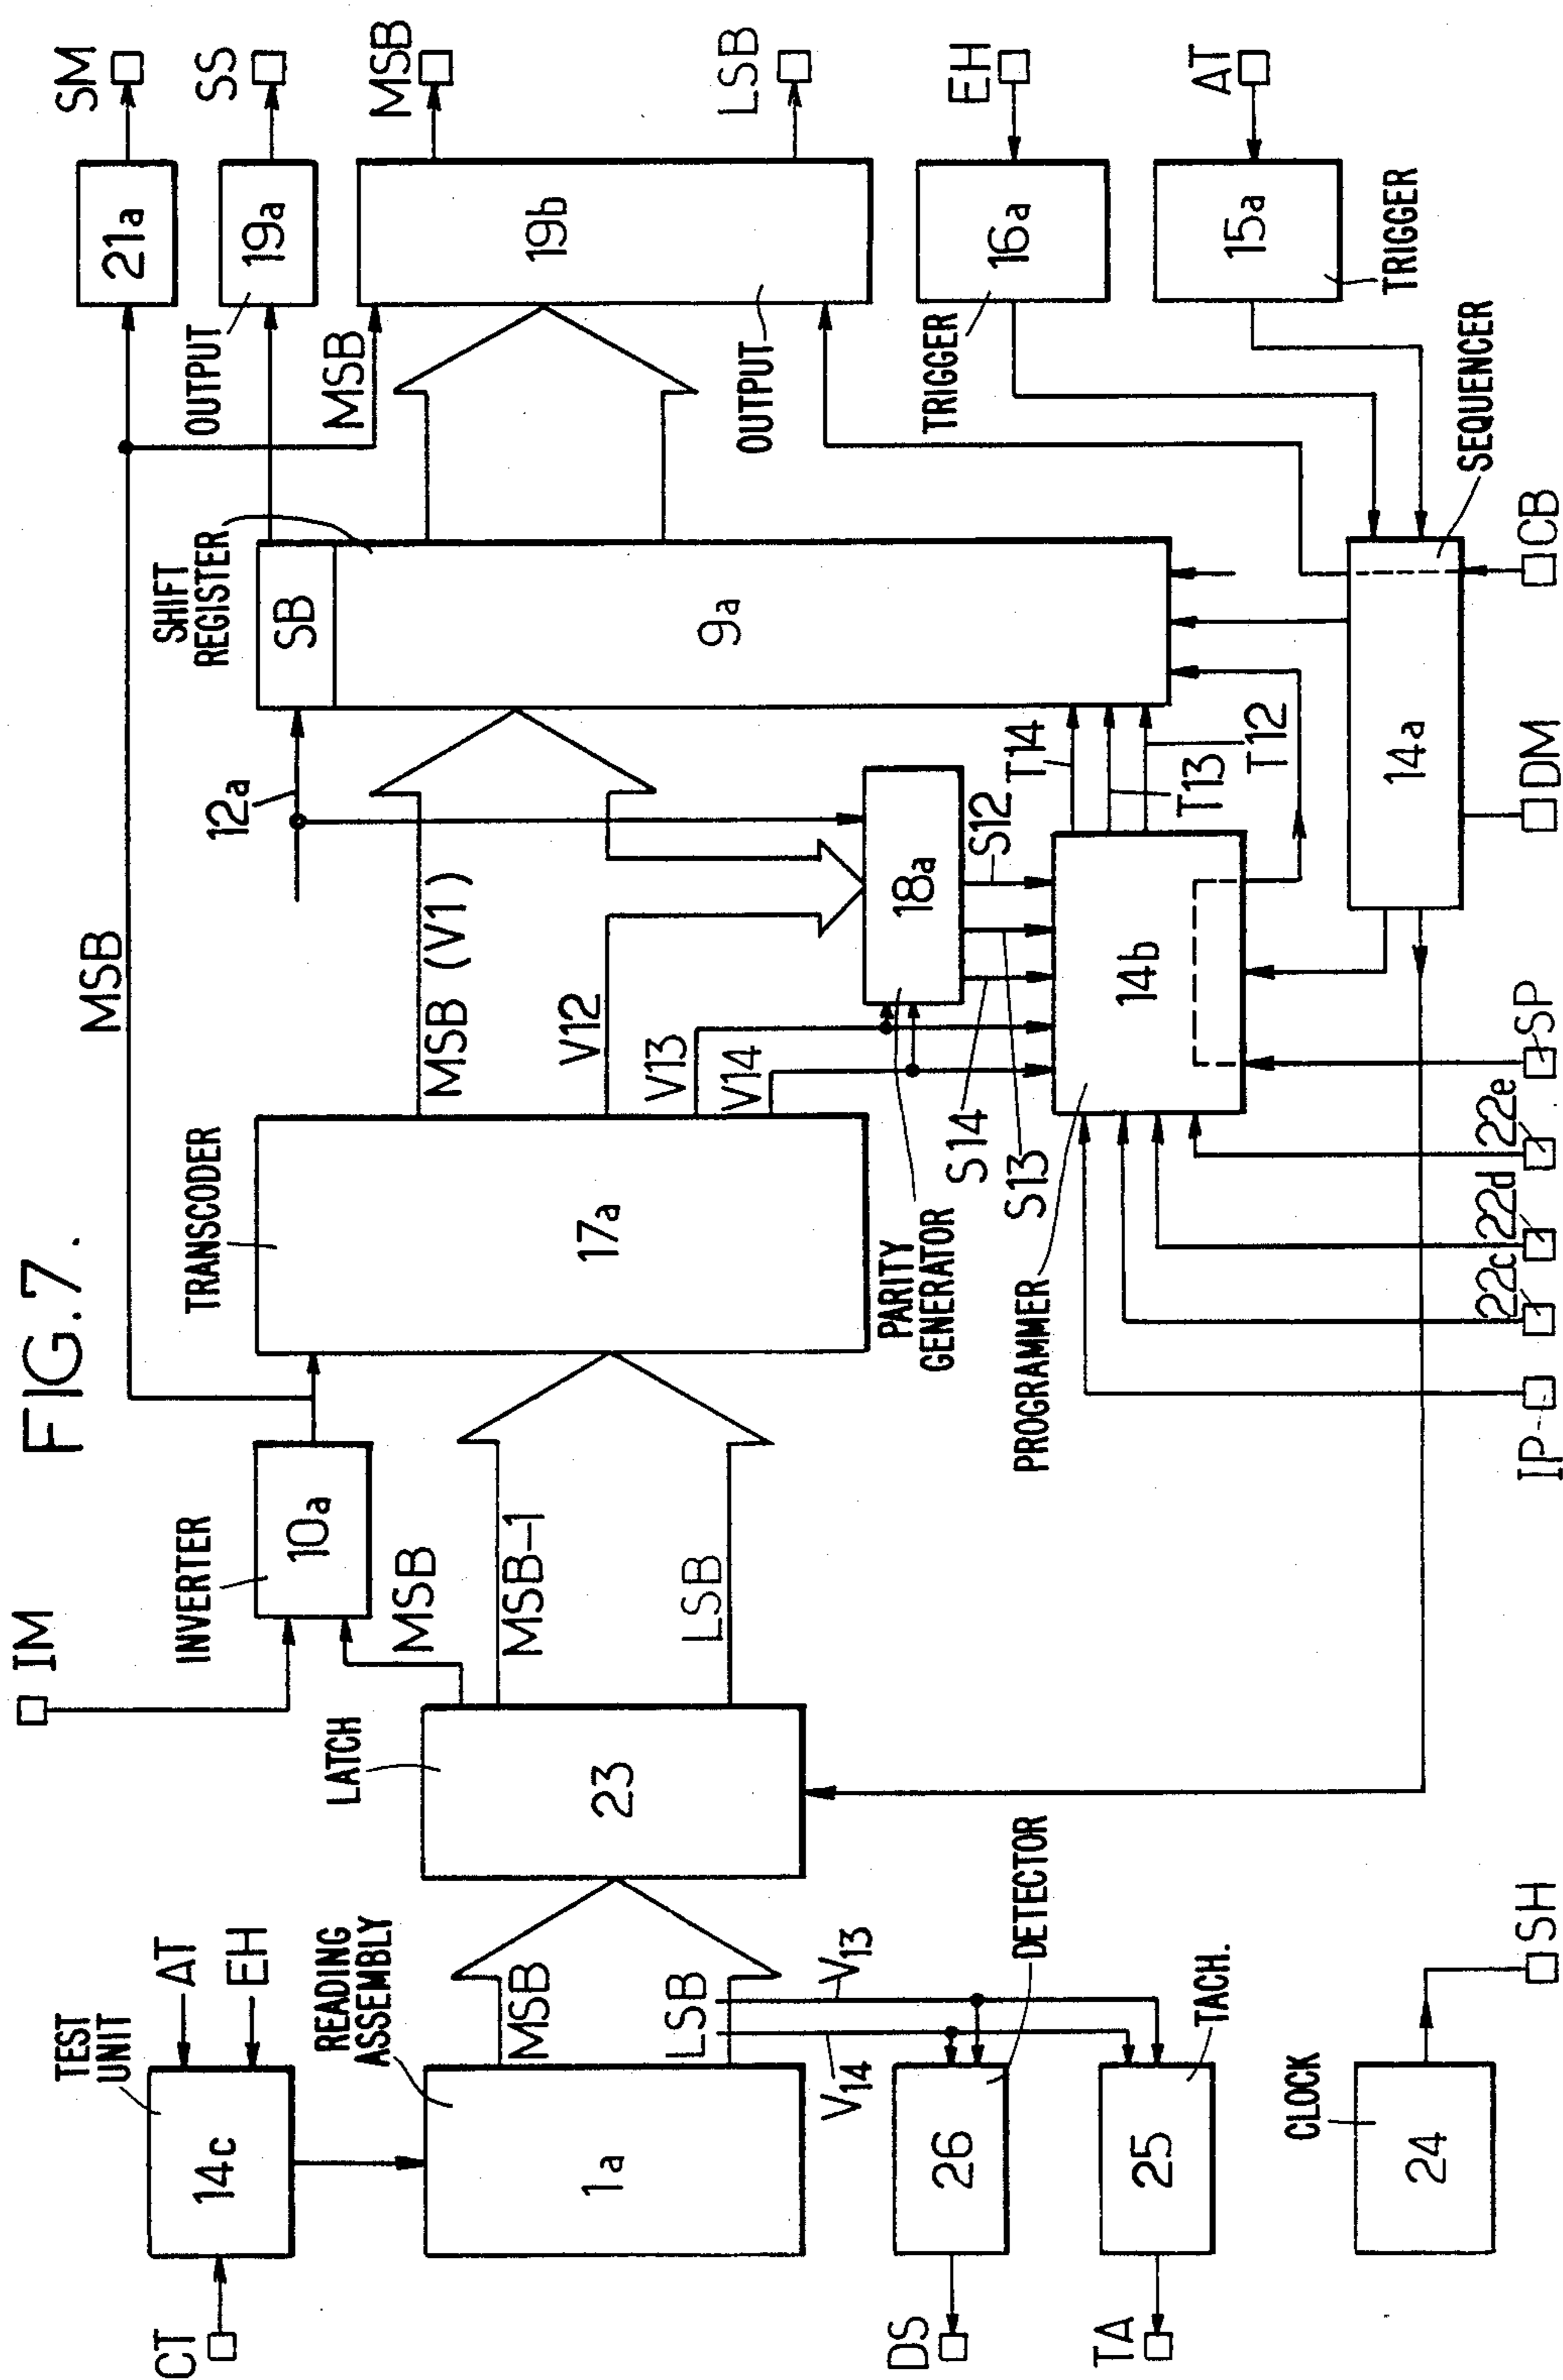 FIG.7.
IM
MSB
SM
21a
SS
19a
OUTPUT
MSB
MSB
LSB
19b
OUTPUT
EH
16a
TRIGGER
AT
15a
TRIGGER
SHIFT
REGISTER
SB
9a
12a
TRANSCODER
17a
MSB (V1)
V12
V13
V14
INVERTER
10a
MSB
MSB-1
LSB
LATCH
23
TEST
UNIT
14c
AT
EH
CT
READING
ASSEMBLY
1a
MSB
LSB
V13
V14
DETECTOR
26
DS
TACH.
25
TA
CLOCK
24
SH
PARITY
GENERATOR
18a
S12
S14
S13
PROGRAMMER
14b
T14
T13
T12
SEQUENCER
14a
IP
22c
22d
22e
SP
DM
CB